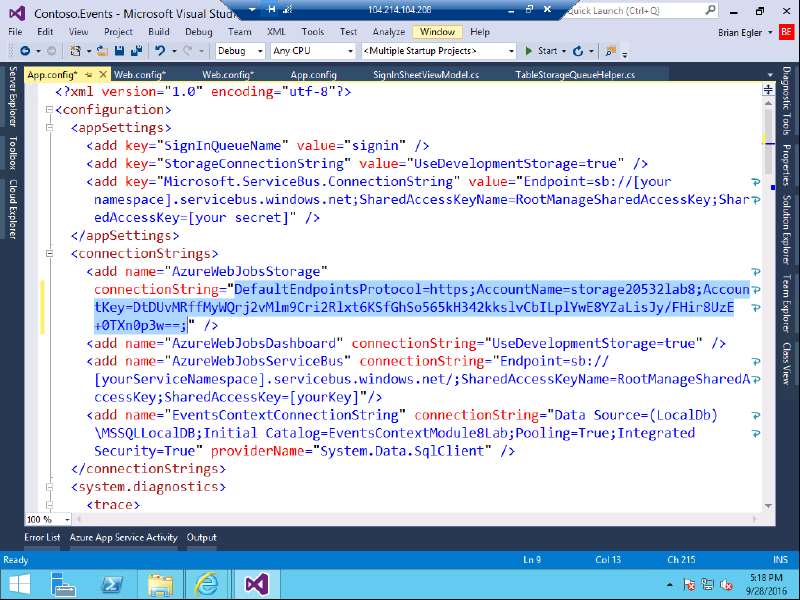 Contoso.Events - Microsoft Visual Stud
104.214.104.208
Quick Launch (Ctrl+Q)
File Edit View Project Build Debug Team XML Tools Test Analyze Window Help
Brian Egler BE
Debug Any CPU <Multiple Startup Projects> Start
App.config* Web.config* Web.config* App.config SignInSheetViewModel.cs TableStorageQueueHelper.cs
Server Explorer
Toolbox
Cloud Explorer
<?xml version="1.0" encoding="utf-8"?>
<configuration>
<appSettings>
<add key="SignInQueueName" value="signin" />
<add key="StorageConnectionString" value="UseDevelopmentStorage=true" />
<add key="Microsoft.ServiceBus.ConnectionString" value="Endpoint=sb://[your
namespace].servicebus.windows.net;SharedAccessKeyName=RootManageSharedAccessKey;Shar
edAccessKey=[your secret]" />
</appSettings>
<connectionStrings>
<add name="AzureWebJobsStorage"
connectionString="DefaultEndpointsProtocol=https;AccountName=storage20532lab8;Accoun
tKey=DtDUvMRffMyWQrj2vMlm9Cri2Rlxt6KSfGhSo565kH342kkslvCbILplYwE8YZaLisJy/FHir8UzE
+0TXn0p3w==;" />
<add name="AzureWebJobsDashboard" connectionString="UseDevelopmentStorage=true" />
<add name="AzureWebJobsServiceBus" connectionString="Endpoint=sb://
[yourServiceNamespace].servicebus.windows.net/;SharedAccessKeyName=RootManageSharedA
ccessKey;SharedAccessKey=[yourKey]"/>
<add name="EventsContextConnectionString" connectionString="Data Source=(LocalDb)
\MSSQLLocalDB;Initial Catalog=EventsContextModule8Lab;Pooling=True;Integrated
Security=True" providerName="System.Data.SqlClient" />
</connectionStrings>
<system.diagnostics>
<trace>
Diagnostic Tools
Properties
Solution Explorer
Team Explorer
Class View
100 %
Error List Azure App Service Activity Output
Ready Ln 9 Col 13 Ch 215 INS
5:18 PM
9/28/2016